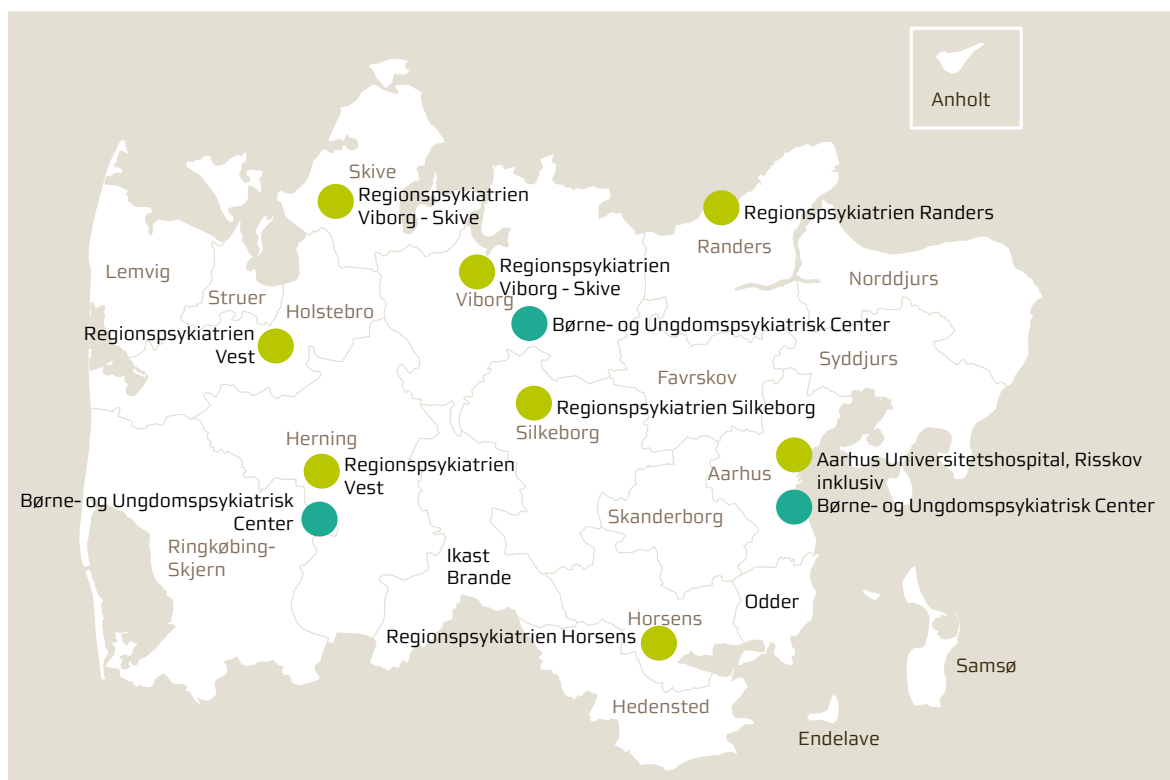 Anholt
Skive
Regionspsykiatrien
Viborg - Skive
Regionspsykiatrien Randers
Randers
Lemvig
Regionspsykiatrien
Viborg - Skive
Viborg
Norddjurs
Struer
Holstebro
Børne- og Ungdomspsykiatrisk Center
Regionspsykiatrien
Vest
Syddjurs
Favrskov
Regionspsykiatrien Silkeborg
Silkeborg
Herning
Regionspsykiatrien
Vest
Aarhus
Aarhus Universitetshospital, Risskov
inklusiv
Børne- og Ungdomspsykiatrisk Center
Børne- og Ungdomspsykiatrisk
Center
Skanderborg
Ringkøbing-
Skjern
Ikast
Brande
Odder
Horsens
Regionspsykiatrien Horsens
Samsø
Hedensted
Endelave